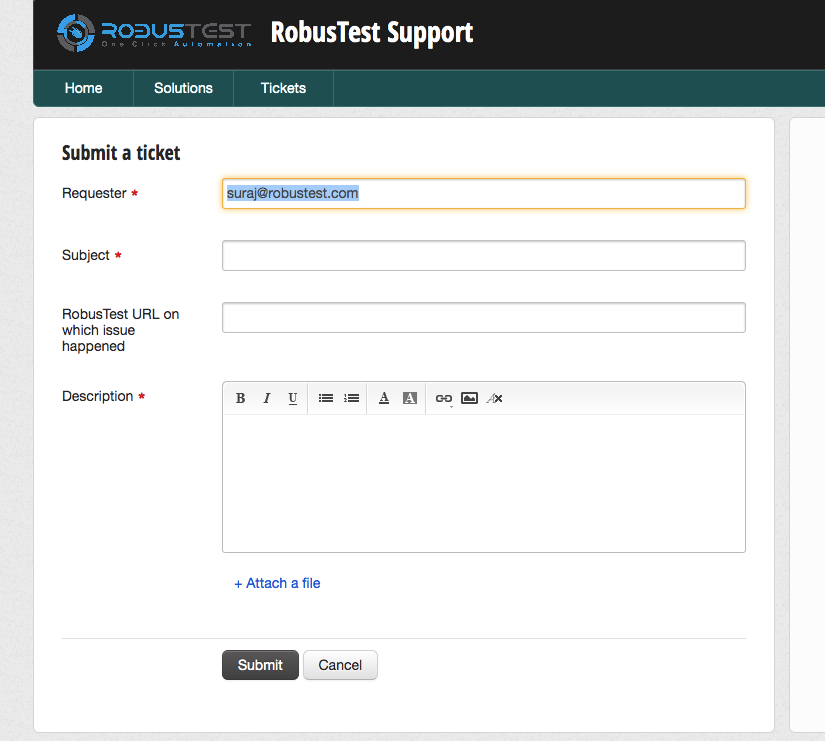 ROBUSTEST
One Click Automation
RobusTest Support
Home Solutions Tickets
Submit a ticket
Requester *
suraj@robustest.com
Subject *
RobusTest URL on
which issue
happened
Description *
B I U A A
+ Attach a file
Submit Cancel